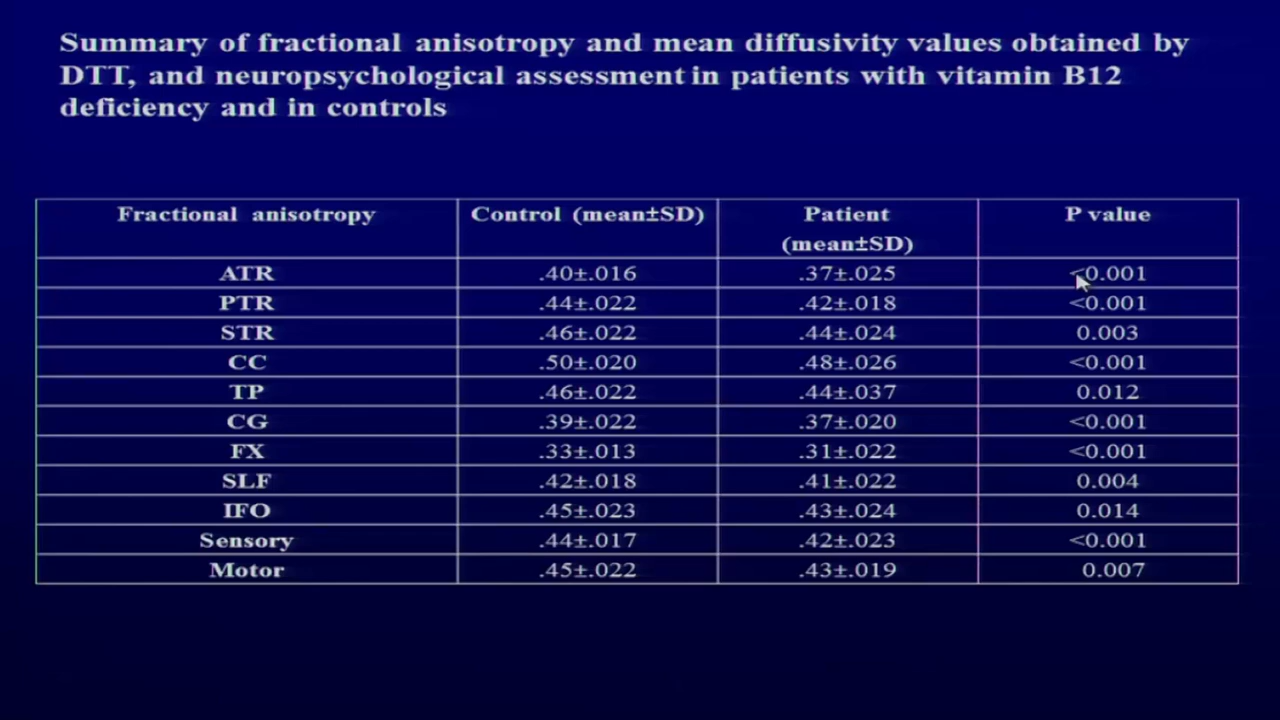 Summary of fractional anisotropy and mean diffusivity values obtained by
DTT, and neuropsychological assessment in patients with vitamin B12
deficiency and in controls
Fractional anisotropy Control (mean±SD) Patient (mean±SD) P value
ATR .40±.016 .37±.025 <0.001
PTR .44±.022 .42±.018 <0.001
STR .46±.022 .44±.024 0.003
CC .50±.020 .48±.026 <0.001
TP .46±.022 .44±.037 0.012
CG .39±.022 .37±.020 <0.001
FX .33±.013 .31±.022 <0.001
SLF .42±.018 .41±.022 0.004
IFO .45±.023 .43±.024 0.014
Sensory .44±.017 .42±.023 <0.001
Motor .45±.022 .43±.019 0.007